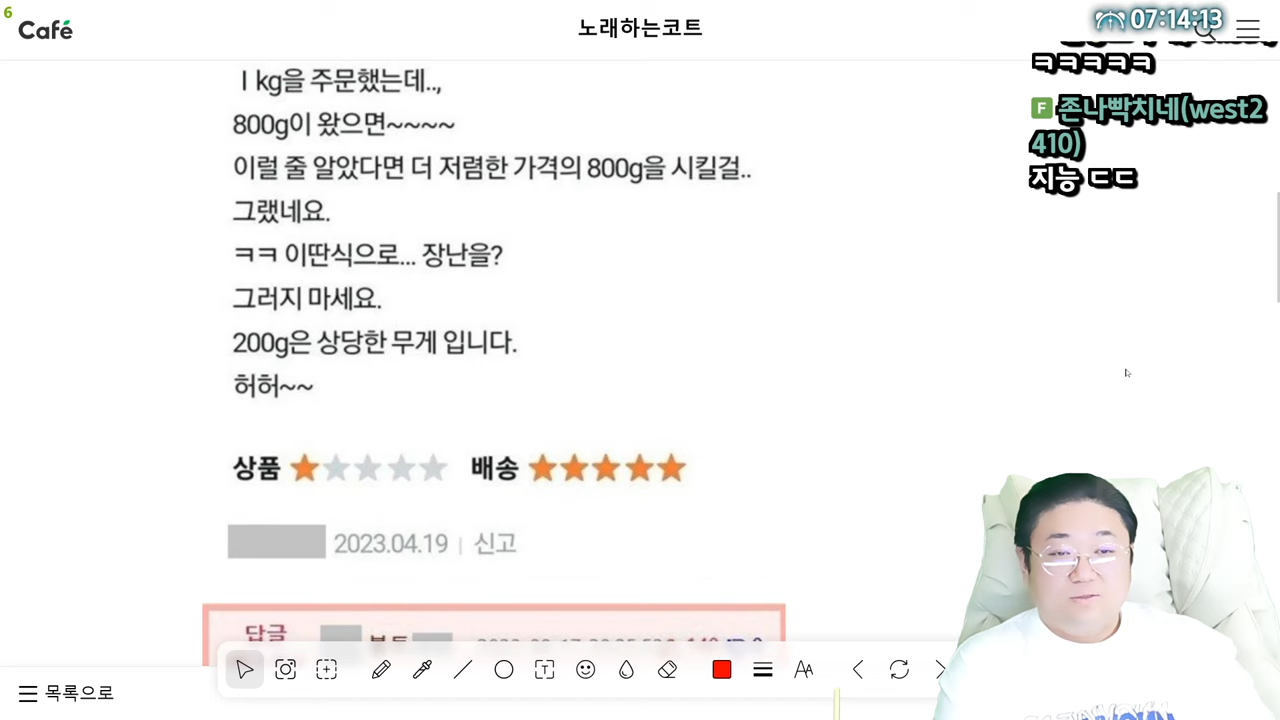 6
Café
노래하는코트
07:14:13
ㅋㅋㅋㅋㅋ
F 존나빡치네(west2
410)
지능 ㄷㄷ
1kg을 주문했는데..,
800g이 왔으면~~~~
이럴 줄 알았다면 더 저렴한 가격의 800g을 시킬걸..
그랬네요.
ㅋㅋ 이딴식으로... 장난을?
그러지 마세요.
200g은 상당한 무게 입니다.
허허~~
상품 배송
2023.04.19 | 신고
답글
목록으로